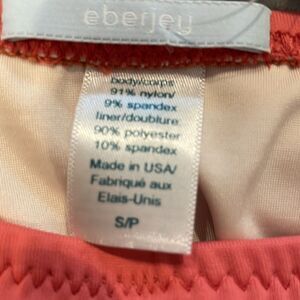 eberjey
body/corps
91% nylon/
9% spandex
liner/doublure:
90% polyester
10% spandex
Made in USA/
Fabriqué aux
Elais-Unis
S/P